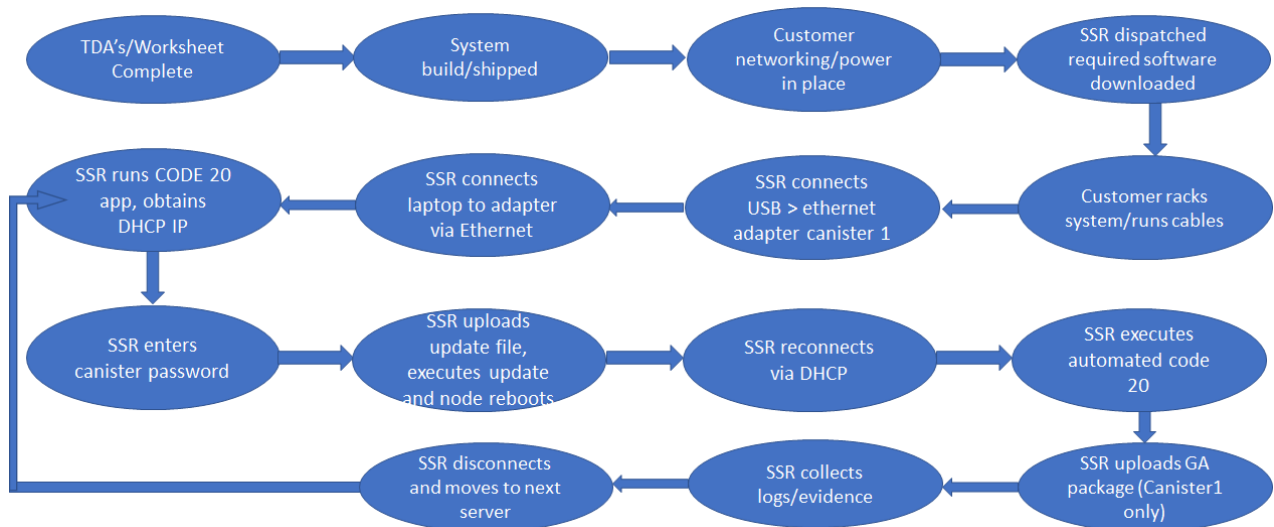 TDA's/Worksheet
Complete
System
build/shipped
Customer
networking/power
in place
SSR dispatched
required software
downloaded
Customer racks
system/runs cables
SSR connects
USB > ethernet
adapter canister 1
SSR connects
laptop to adapter
via Ethernet
SSR runs CODE 20
app, obtains
DHCP IP
SSR enters
canister password
SSR uploads
update file,
executes update
and node reboots
SSR reconnects
via DHCP
SSR executes
automated code
20
SSR uploads GA
package (Canister1
only)
SSR collects
logs/evidence
SSR disconnects
and moves to next
server